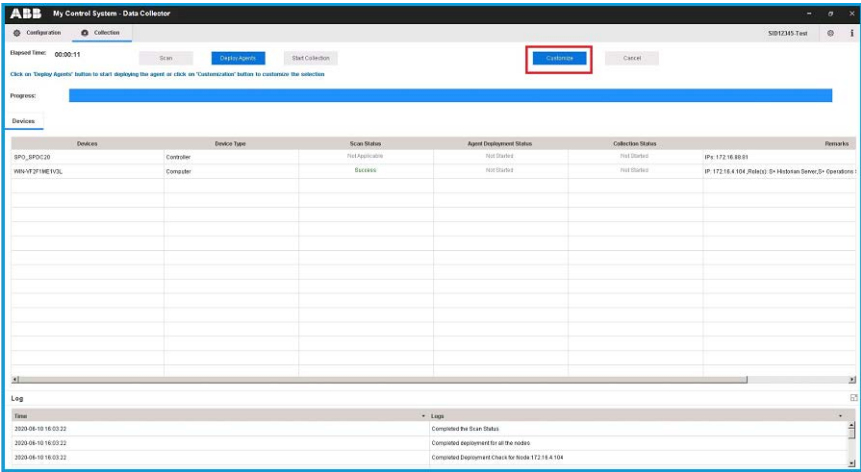 ABB My Control System - Data Collector
Configuration Collection SID12345-Test
Elapsed Time: 00:00:11 Scan Deploy Agents Start Collection Customize Cancel
Click on 'Deploy Agents' button to start deploying the agent or click on 'Customization' button to customize the selection
Progress:
Devices
Devices Device Type Scan Status Agent Deployment Status Collection Status Remarks
SPO_BFDC20 Controller Not Applicable Not Started Not Started IPs: 172.16.88.81
WIN-VF2F1ME1V3L Computer Success Not Started Not Started IP: 172.16.4.104 ,Role(s): S+ Historian Server,S+ Operations
Log
Time Logs
2020-06-10 16:03:22 Completed the Scan Status
2020-06-10 16:03:22 Completed deployment for all the nodes
2020-06-10 16:03:22 Completed Deployment Check for Node:172.16.4.104